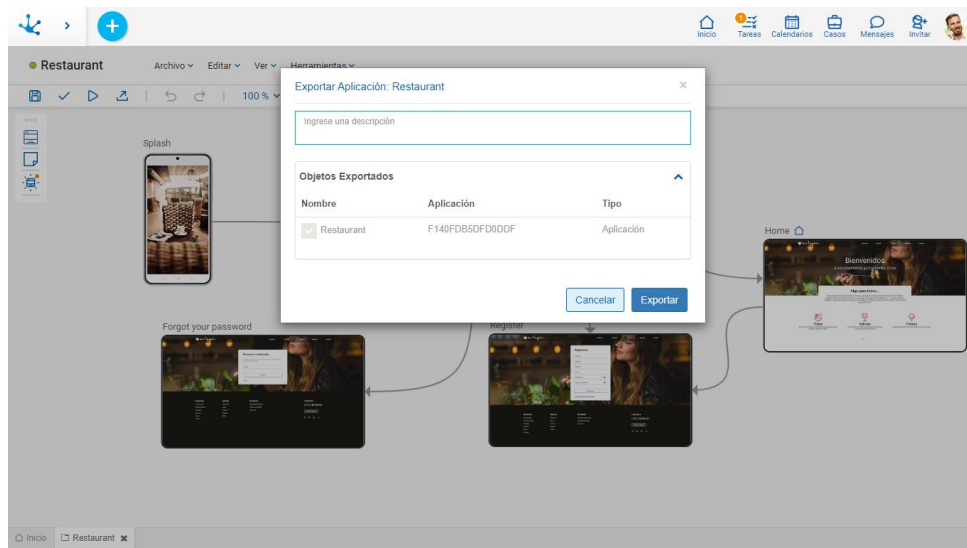 1
Inicio Tareas Calendarios Casos Mensajes Invitar
Restaurant Archivo Editar Ver Herramientas
100 %
Exportar Aplicación: Restaurant
Ingrese una descripción
Objetos Exportados
Nombre Aplicación Tipo
Restaurant F140FDB5DFD0DDF Aplicación
Cancelar Exportar
Splash
Home
Bienvenidos
Forgot your password
Register
Inicio Restaurant